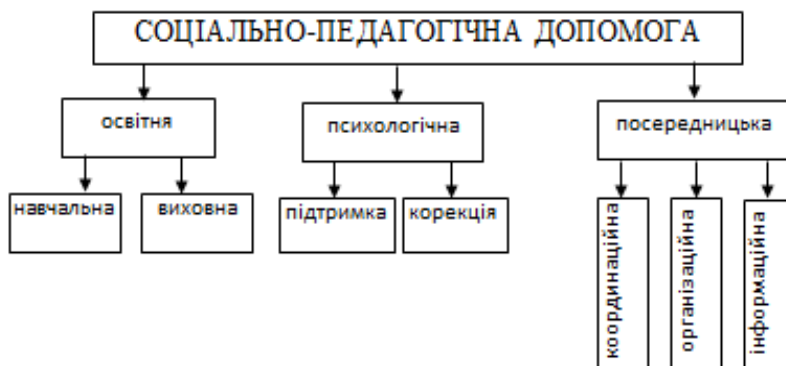 СОЦІАЛЬНО-ПЕДАГОГІЧНА ДОПОМОГА
освітня
психологічна
посередницька
навчальна
виховна
підтримка
корекція
координаційна
організаційна
інформаційна